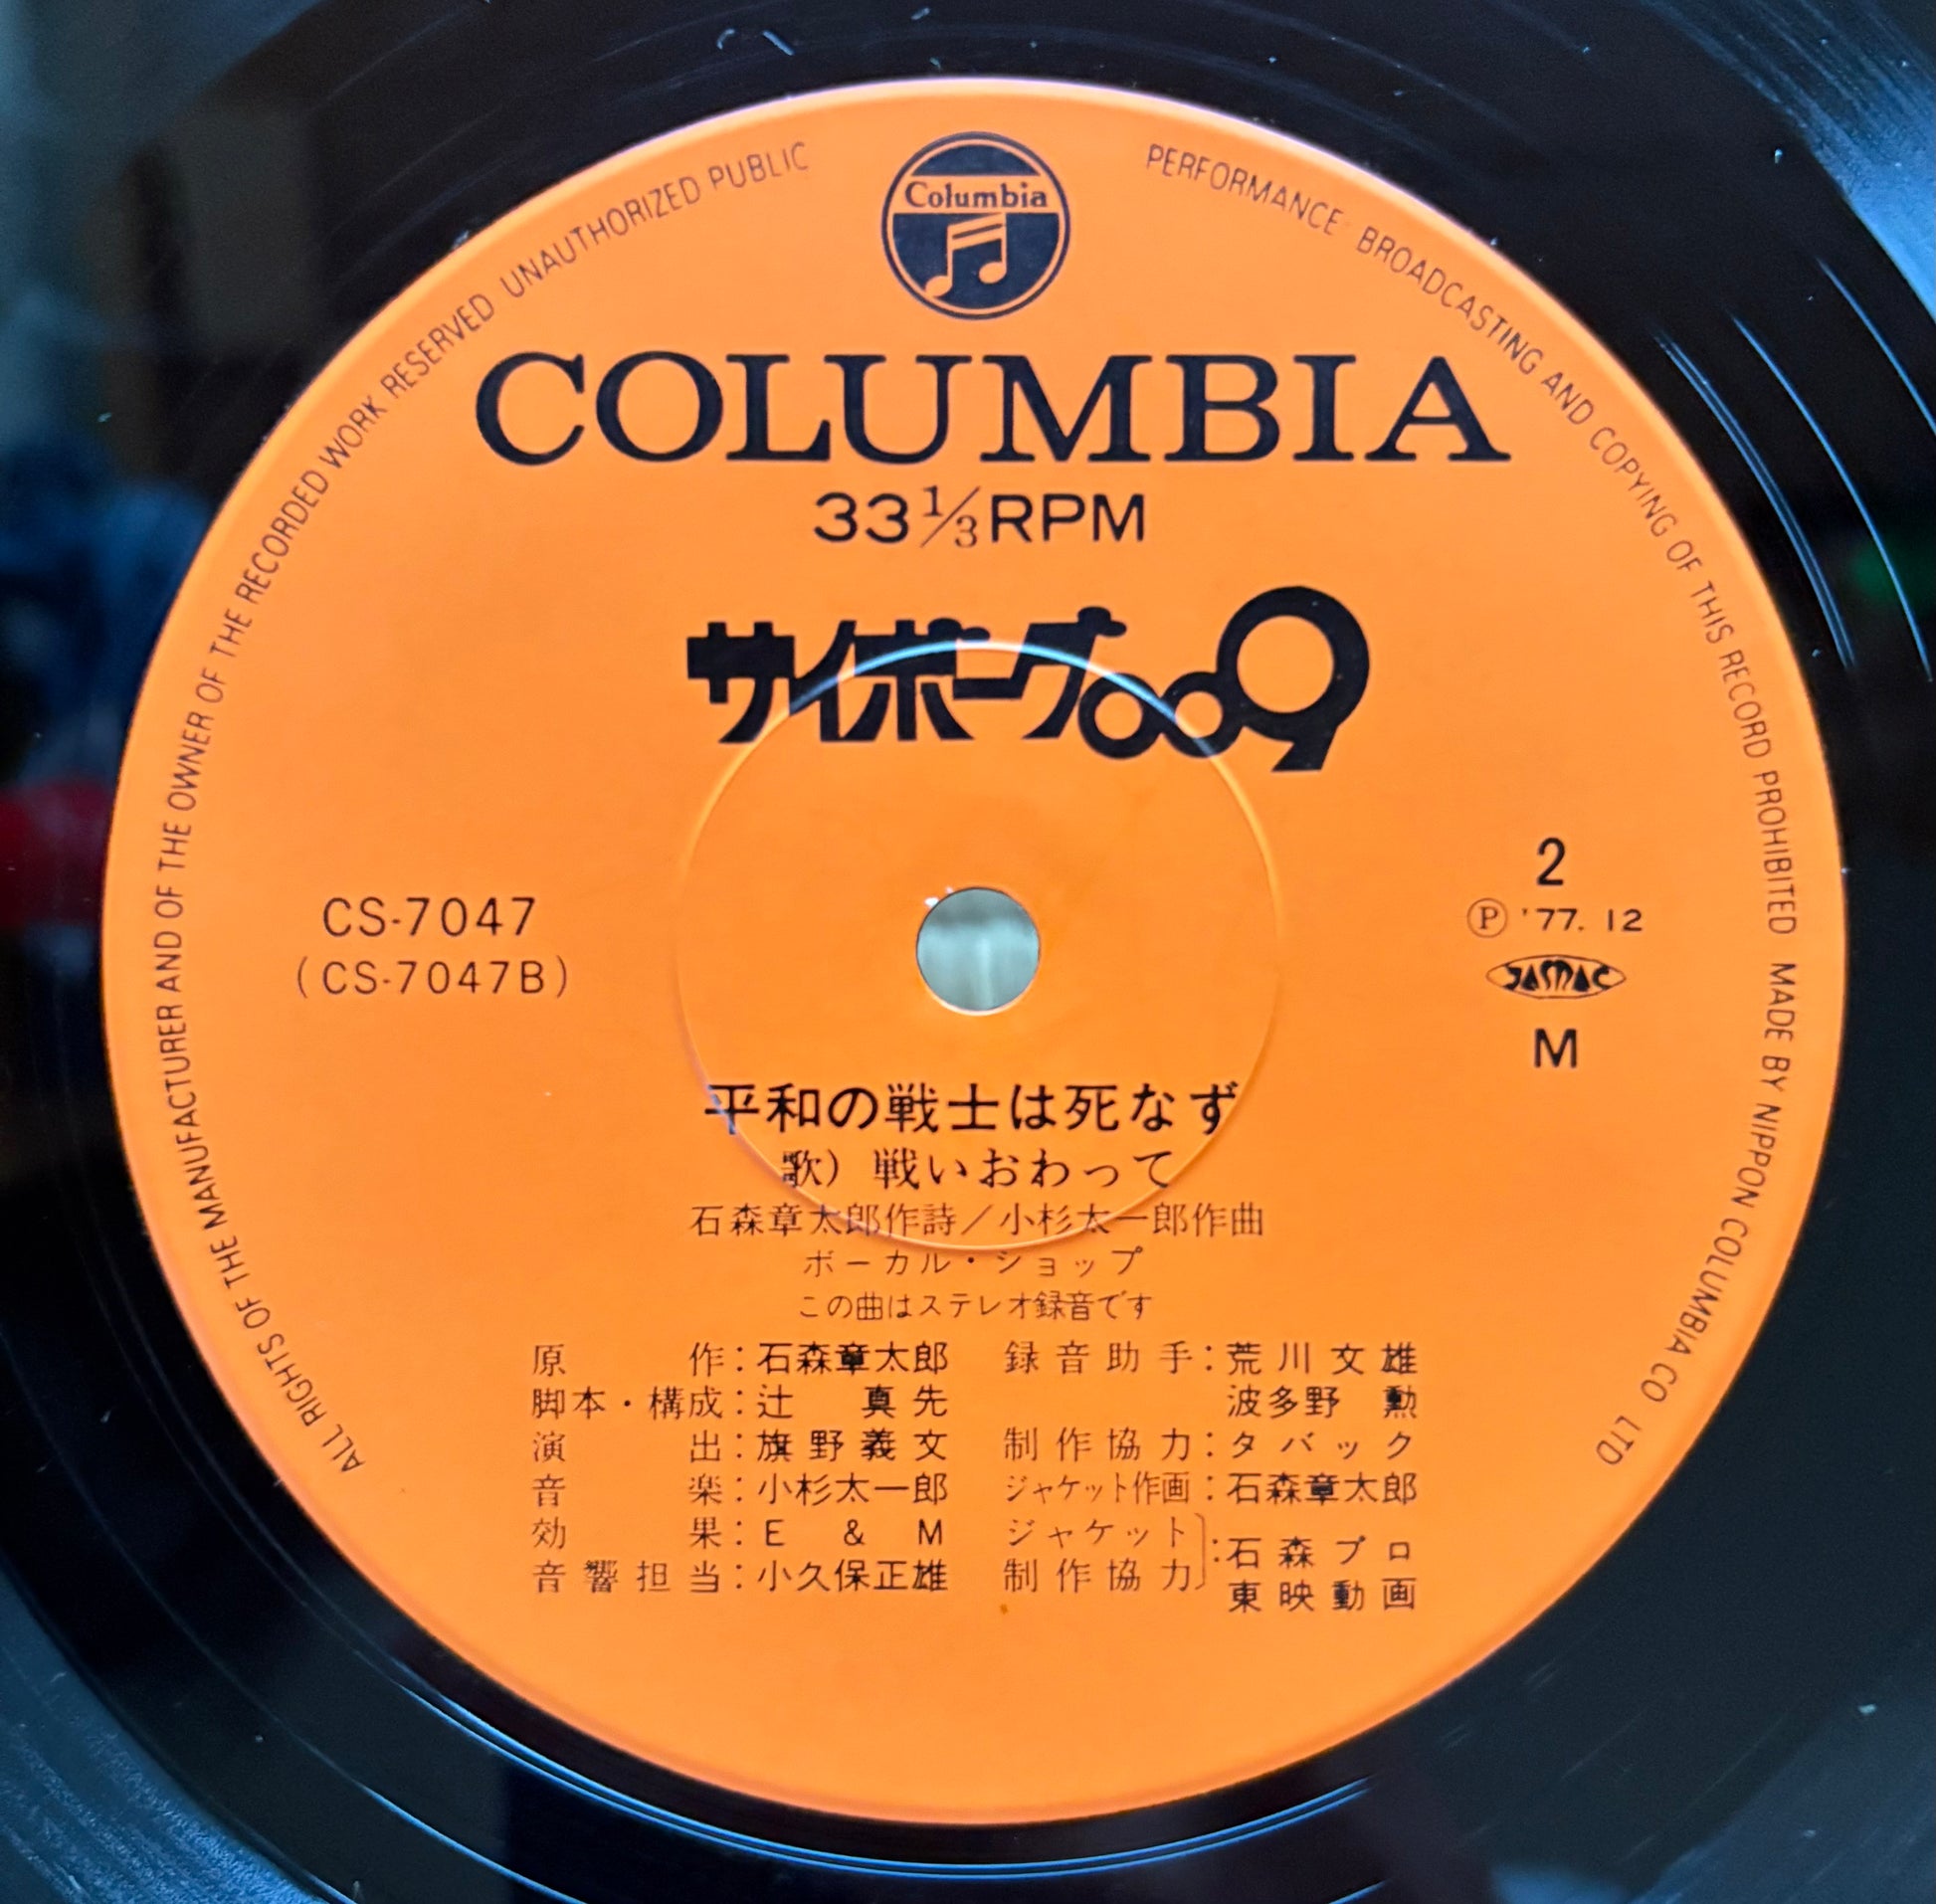 Columbia
COLUMBIA
33⅓RPM
サイボーグ009
CS-7047
(CS-7047B)
2
Ⓟ '77. 12
JASRAC
M
平和の戦士は死なず
歌) 戦いおわって
石森章太郎作詩/小杉太一郎作曲
ボーカル・ショップ
この曲はステレオ録音です
原作:石森章太郎
脚本・構成:辻 真先
演出:旗野義文
音楽:小杉太一郎
効果:E & M
音響担当:小久保正雄
録音助手:荒川文雄
波多野 勲
制作協力:タバック
ジャケット作画:石森章太郎
ジャケット制作協力:石森プロ
東映動画
ALL RIGHTS OF THE MANUFACTURER AND OF THE OWNER OF THE RECORDED WORK RESERVED UNAUTHORIZED PUBLIC PERFORMANCE BROADCASTING AND COPYING OF THIS RECORD PROHIBITED MADE BY NIPPON COLUMBIA CO LTD